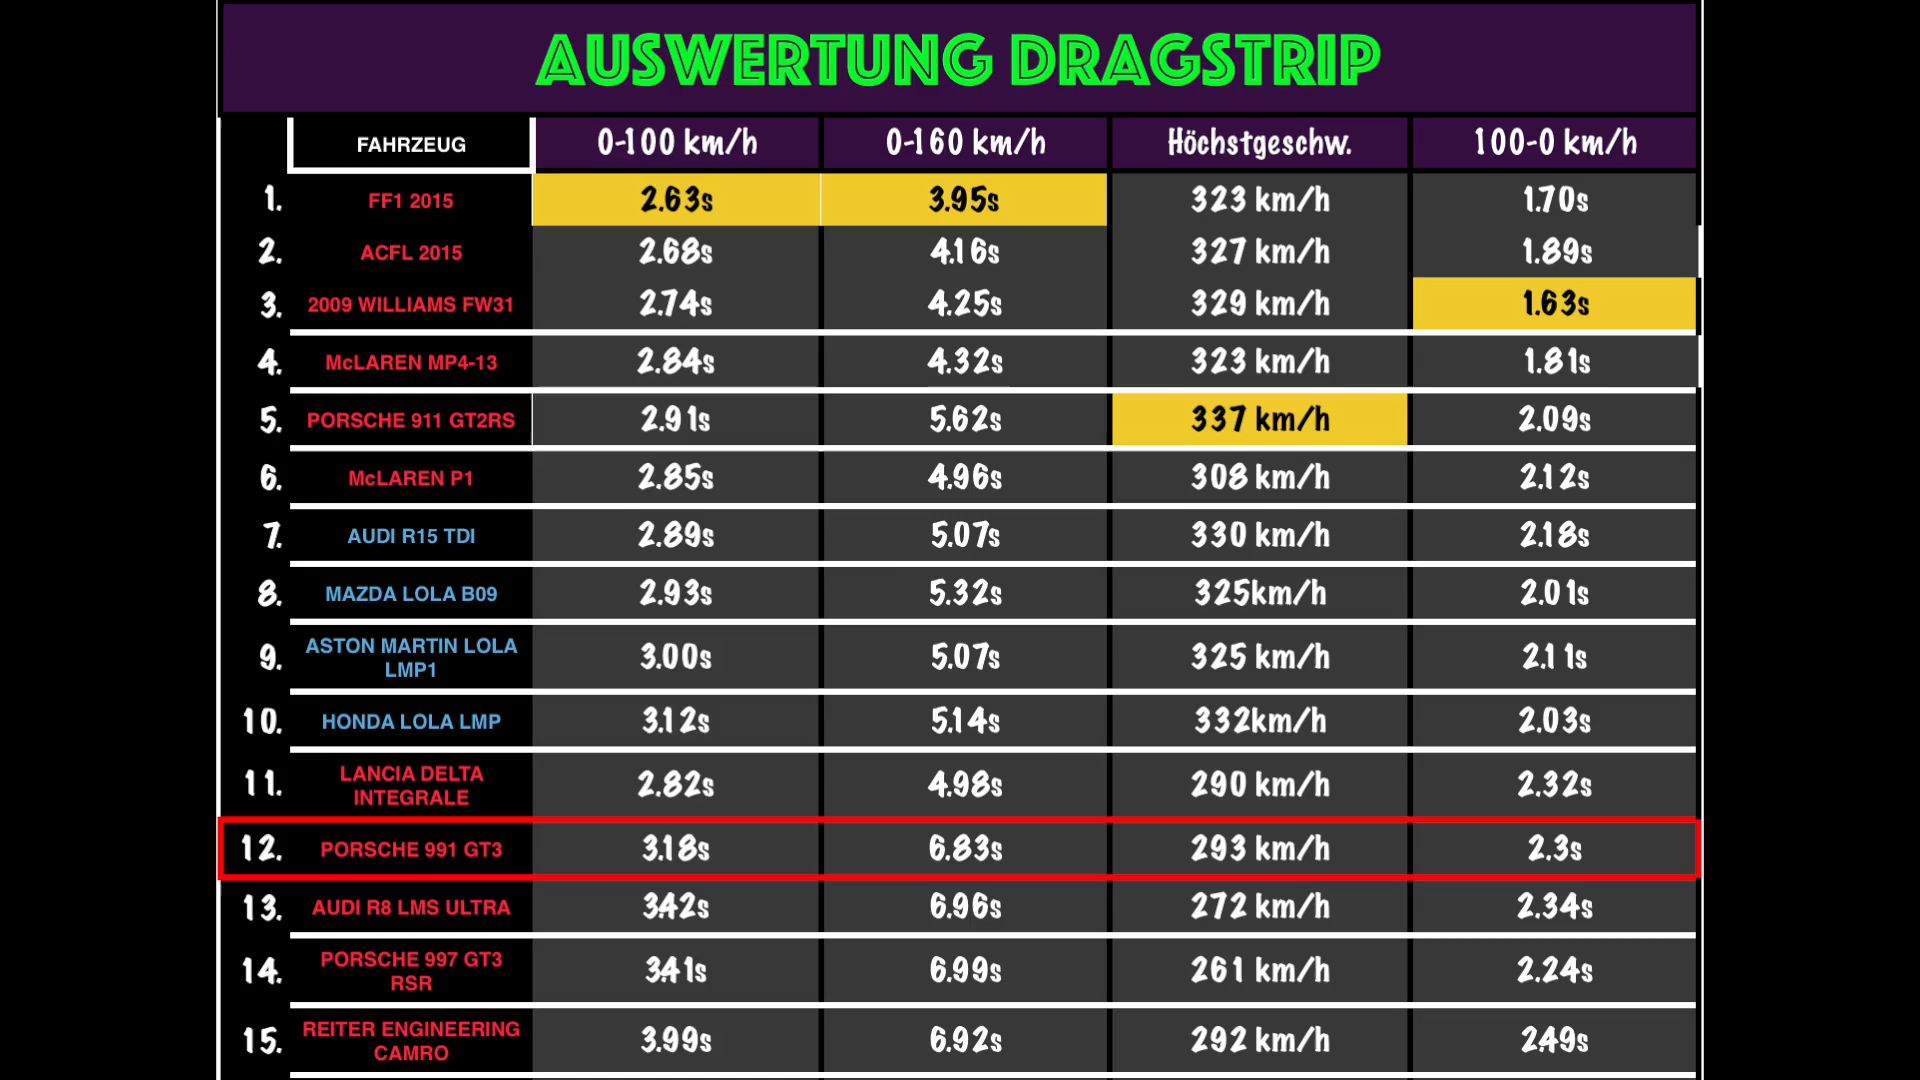 AUSWERTUNG DRAGSTRIP
FAHRZEUG 0-100 km/h 0-160 km/h Höchstgeschw. 100-0 km/h
1. FF1 2015 2.63s 3.95s 323 km/h 1.70s
2. ACFL 2015 2.68s 4.16s 327 km/h 1.89s
3. 2009 WILLIAMS FW31 2.74s 4.25s 329 km/h 1.63s
4. McLAREN MP4-13 2.84s 4.32s 323 km/h 1.81s
5. PORSCHE 911 GT2RS 2.91s 5.62s 337 km/h 2.09s
6. McLAREN P1 2.85s 4.96s 308 km/h 2.12s
7. AUDI R15 TDI 2.89s 5.07s 330 km/h 2.18s
8. MAZDA LOLA B09 2.93s 5.32s 325km/h 2.01s
9. ASTON MARTIN LOLA
LMP1 3.00s 5.07s 325 km/h 2.11s
10. HONDA LOLA LMP 3.12s 5.14s 332km/h 2.03s
11. LANCIA DELTA
INTEGRALE 2.82s 4.98s 290 km/h 2.32s
12. PORSCHE 991 GT3 3.18s 6.83s 293 km/h 2.3s
13. AUDI R8 LMS ULTRA 3.42s 6.96s 272 km/h 2.34s
14. PORSCHE 997 GT3
RSR 3.41s 6.99s 261 km/h 2.24s
15. REITER ENGINEERING
CAMRO 3.99s 6.92s 292 km/h 2.49s